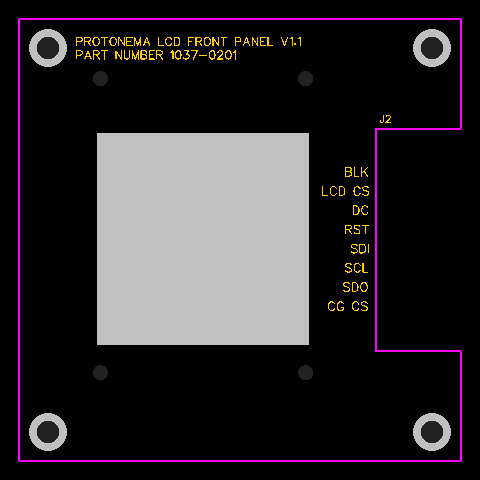 PROTONEMA LCD FRONT PANEL V1.1
PART NUMBER 1037-0201
J2
BLK
LCD CS
DC
RST
SDI
SCL
SDO
CG CS